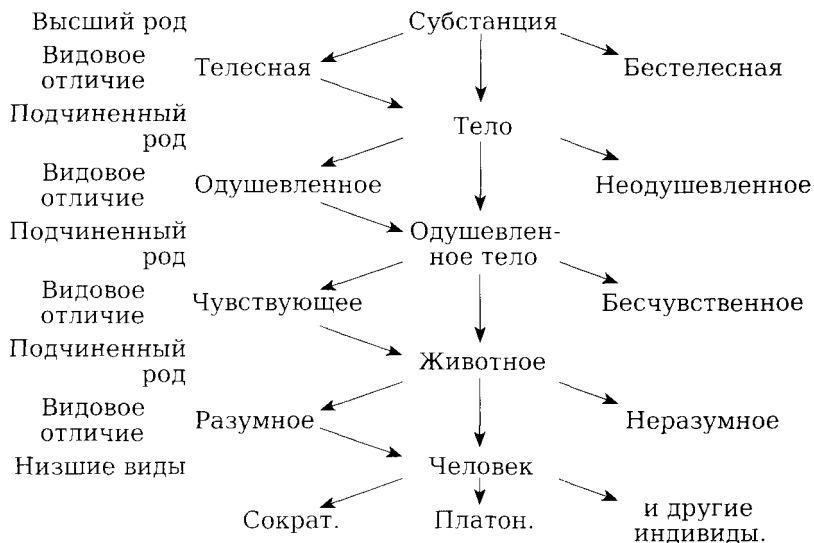 Высший род Субстанция
Видовое отличие Телесная Бестелесная
Подчиненный род Тело
Видовое отличие Одушевленное Неодушевленное
Подчиненный род Одушевлен-
ное тело
Видовое отличие Чувствующее Бесчувственное
Подчиненный род Животное
Видовое отличие Разумное Неразумное
Низшие виды Человек
Сократ. Платон. и другие
индивиды.